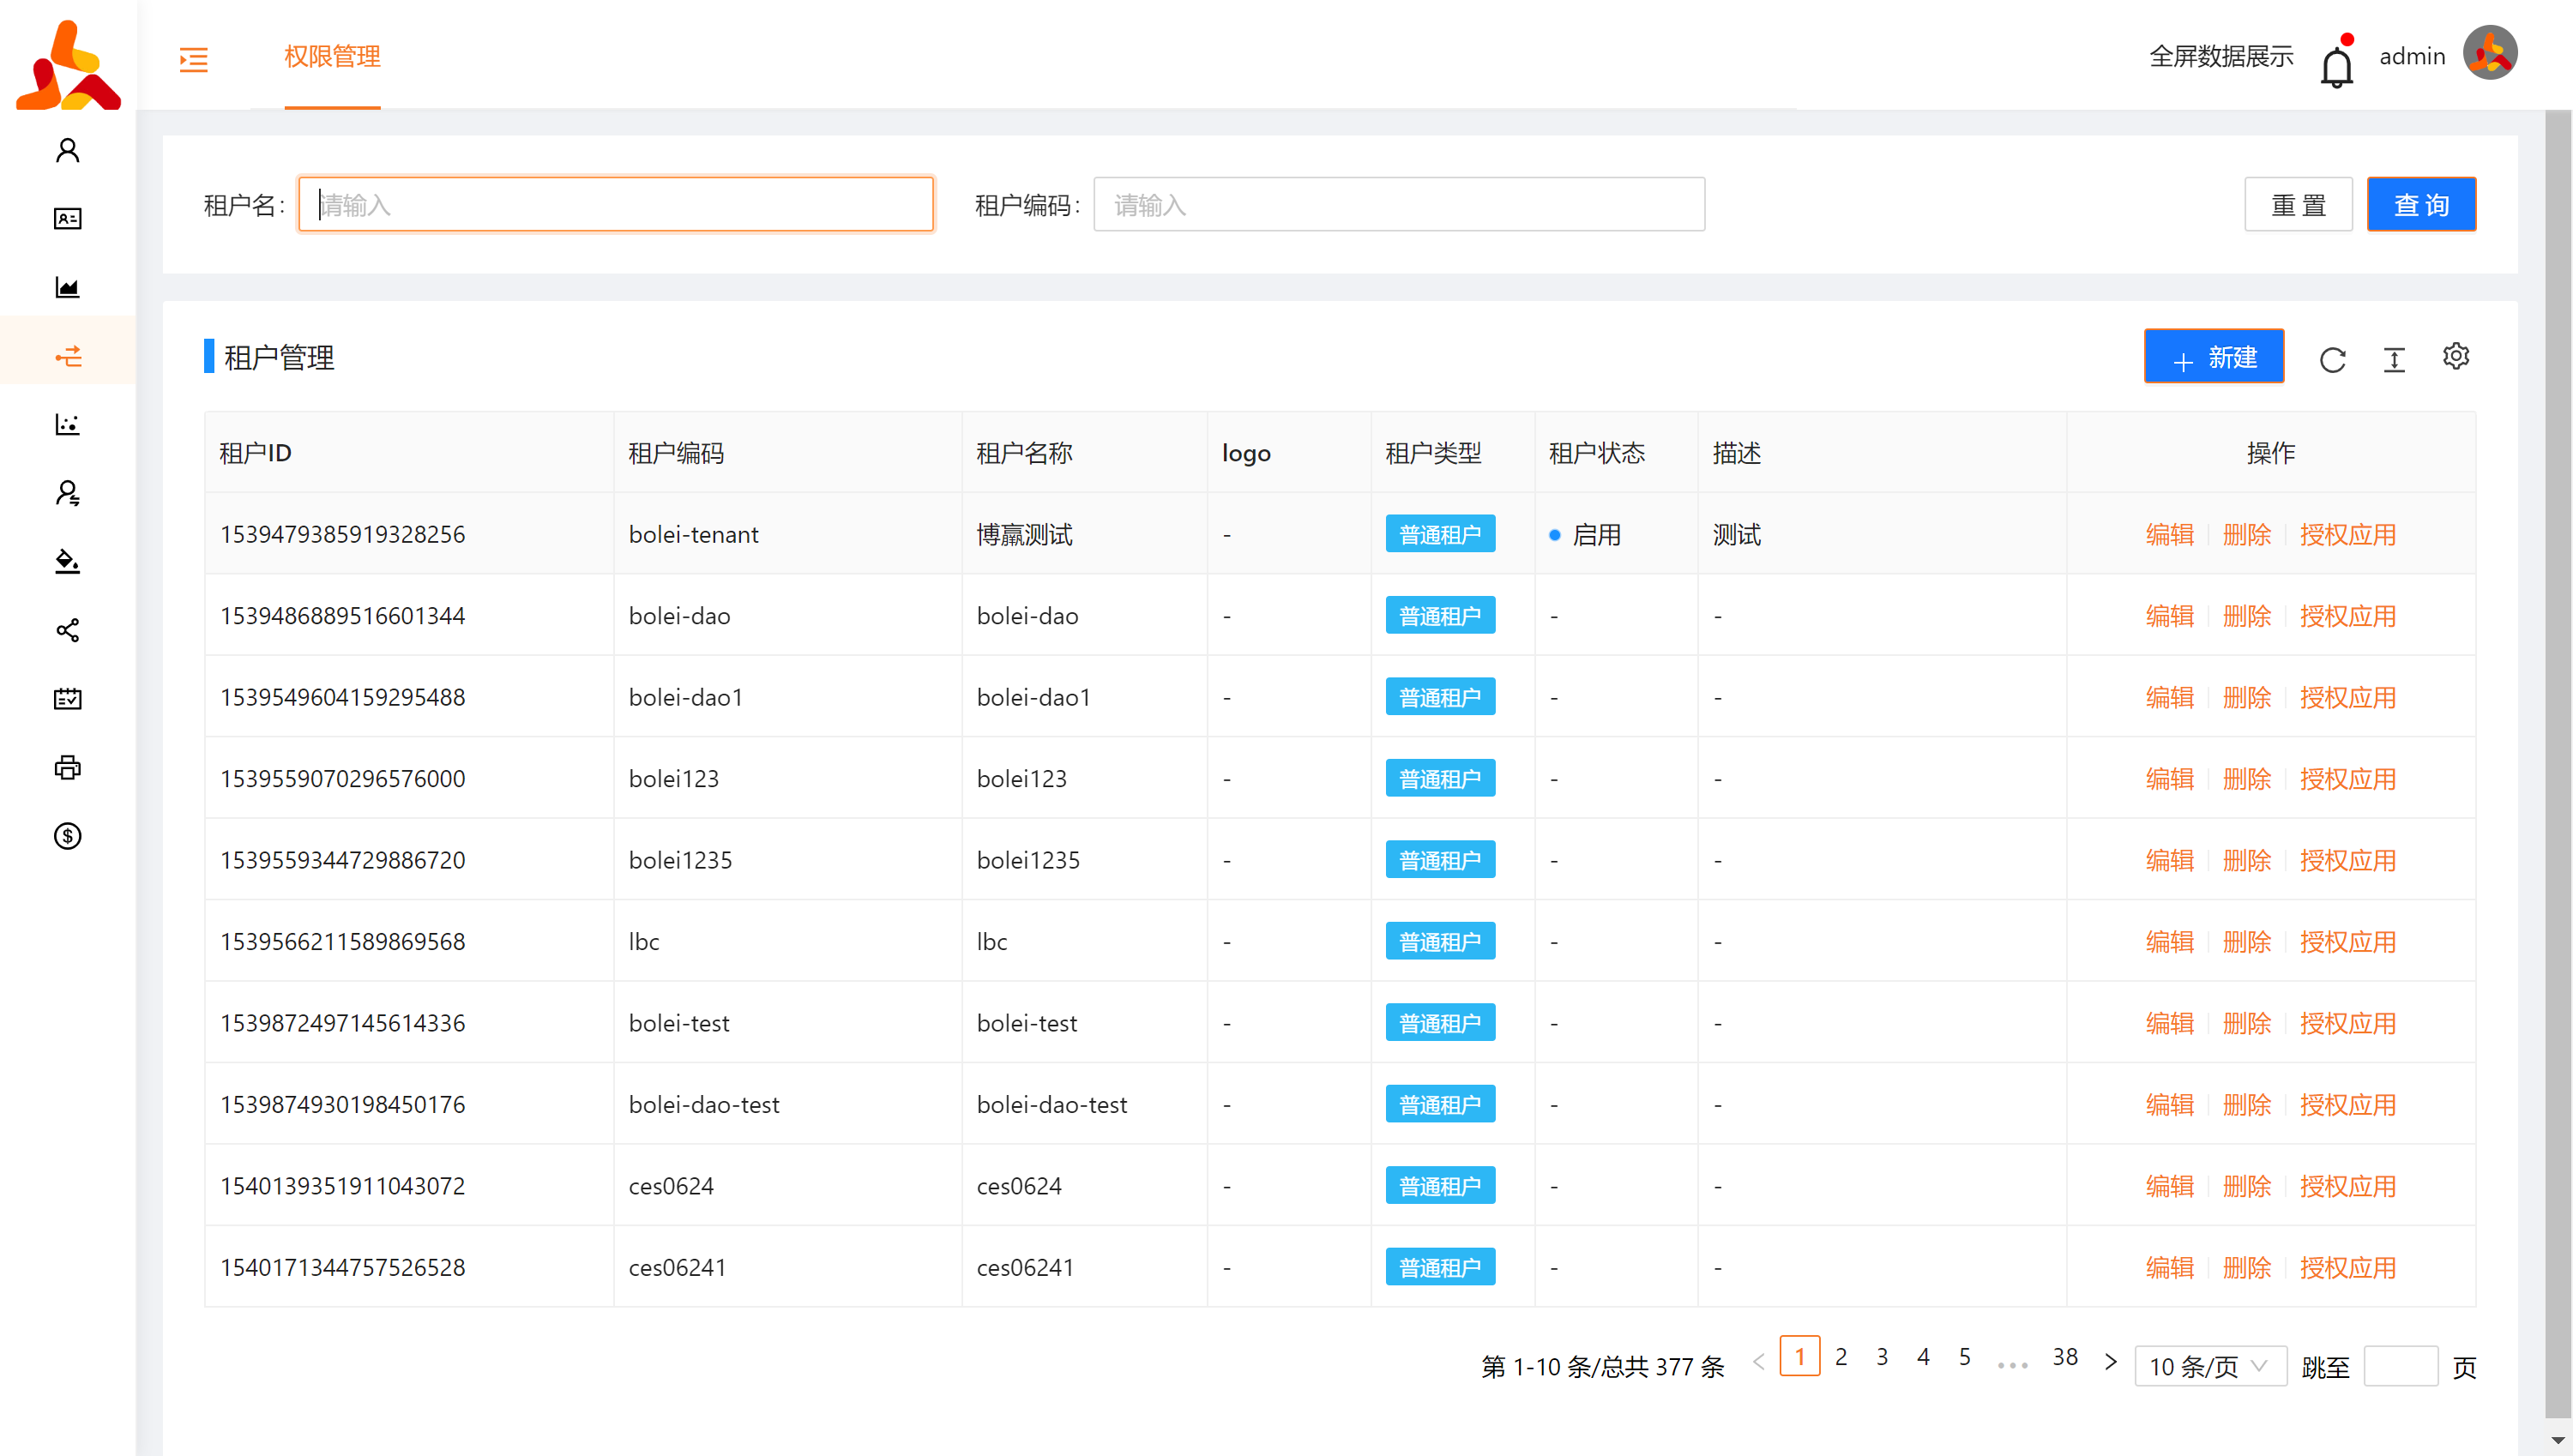 权限管理
全屏数据展示 admin
租户名: 请输入 租户编码: 请输入 重置 查询
租户管理 新建
租户ID 租户编码 租户名称 logo 租户类型 租户状态 描述 操作
1539479385919328256 bolei-tenant 博赢测试 - 普通租户 启用 测试 编辑 删除 授权应用
1539486889516601344 bolei-dao bolei-dao - 普通租户 - - 编辑 删除 授权应用
1539549604159295488 bolei-dao1 bolei-dao1 - 普通租户 - - 编辑 删除 授权应用
1539559070296576000 bolei123 bolei123 - 普通租户 - - 编辑 删除 授权应用
1539559344729886720 bolei1235 bolei1235 - 普通租户 - - 编辑 删除 授权应用
1539566211589869568 lbc lbc - 普通租户 - - 编辑 删除 授权应用
1539872497145614336 bolei-test bolei-test - 普通租户 - - 编辑 删除 授权应用
1539874930198450176 bolei-dao-test bolei-dao-test - 普通租户 - - 编辑 删除 授权应用
1540139351911043072 ces0624 ces0624 - 普通租户 - - 编辑 删除 授权应用
1540171344757526528 ces06241 ces06241 - 普通租户 - - 编辑 删除 授权应用
第 1-10 条/总共 377 条 < 1 2 3 4 5 ••• 38 > 10 条/页 跳至 页